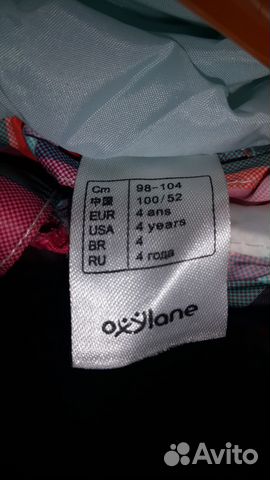 Cm 98-104
中国 100/52
EUR 4 ans
USA 4 years
BR 4
RU 4 года
oxylane
Avito